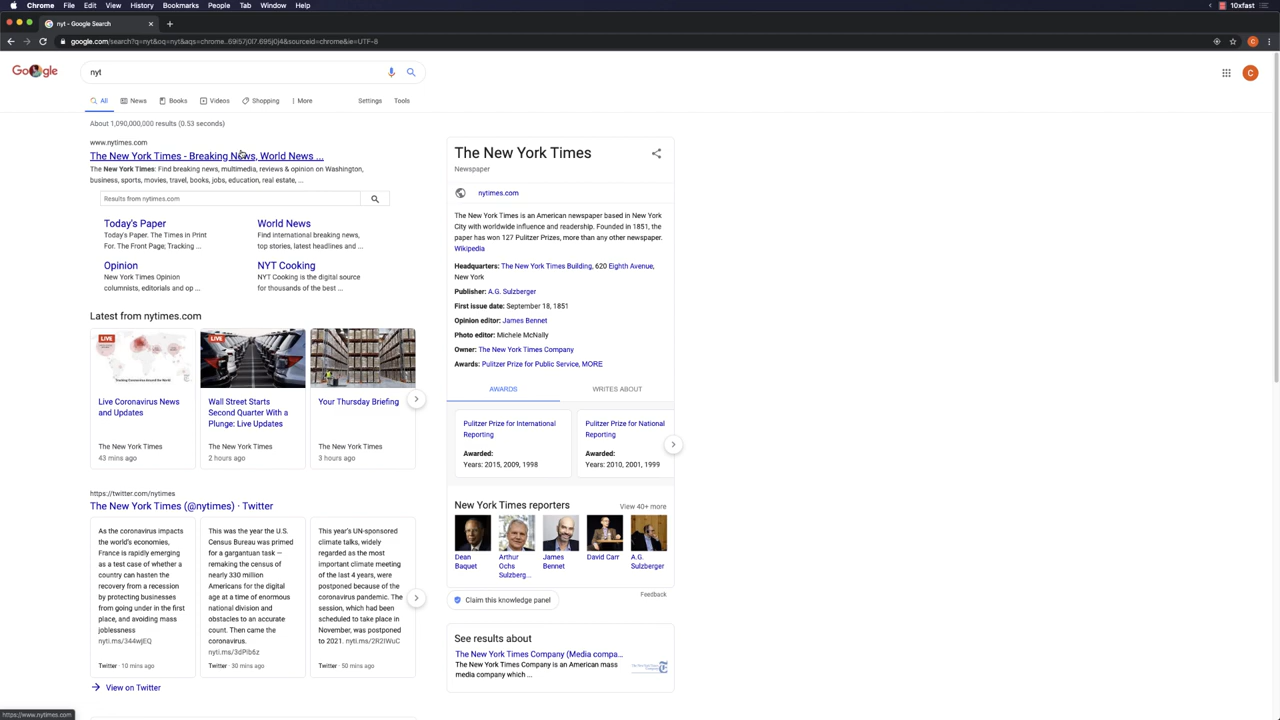 Chrome File Edit View History Bookmarks People Tab Window Help
10xfast
nyt - Google Search
google.com/search?q=nyt&oq=nyt&aqs=chrome..69i57j0l7.695j0j4&sourceid=chrome&ie=UTF-8
C
Google
nyt
C
All News Books Videos Shopping More Settings Tools
About 1,090,000,000 results (0.53 seconds)
www.nytimes.com
The New York Times - Breaking News, World News ...
The New York Times: Find breaking news, multimedia, reviews & opinion on Washington,
business, sports, movies, travel, books, jobs, education, real estate, ...
Results from nytimes.com
Today's Paper
Today's Paper. The Times in Print
For. The Front Page; Tracking ...
World News
Find international breaking news,
top stories, latest headlines and ...
Opinion
New York Times Opinion
columnists, editorials and op ...
NYT Cooking
NYT Cooking is the digital source
for thousands of the best ...
Latest from nytimes.com
LIVE
Tracking Coronavirus Around the World
Live Coronavirus News
and Updates
The New York Times
43 mins ago
LIVE
Wall Street Starts
Second Quarter With a
Plunge: Live Updates
The New York Times
2 hours ago
Your Thursday Briefing
The New York Times
3 hours ago
https://twitter.com/nytimes
The New York Times (@nytimes) · Twitter
As the coronavirus impacts
the world's economies,
France is rapidly emerging
as a test case of whether a
country can hasten the
recovery from a recession
by protecting businesses
from going under in the first
place, and avoiding mass
joblessness
nyti.ms/344wjEQ
Twitter · 10 mins ago
This was the year the U.S.
Census Bureau was primed
for a gargantuan task —
remaking the census of
nearly 330 million
Americans for the digital
age at a time of enormous
national division and
obstacles to an accurate
count. Then came the
coronavirus.
nyti.ms/3dPlb6z
Twitter · 30 mins ago
This year's UN-sponsored
climate talks, widely
regarded as the most
important climate meeting
of the last 4 years, were
postponed because of the
coronavirus pandemic. The
session, which had been
scheduled to take place in
November, was postponed
to 2021. nyti.ms/2R2IWuC
Twitter · 50 mins ago
View on Twitter
The New York Times
Newspaper
nytimes.com
The New York Times is an American newspaper based in New York
City with worldwide influence and readership. Founded in 1851, the
paper has won 127 Pulitzer Prizes, more than any other newspaper.
Wikipedia
Headquarters: The New York Times Building, 620 Eighth Avenue,
New York
Publisher: A.G. Sulzberger
First issue date: September 18, 1851
Opinion editor: James Bennet
Photo editor: Michele McNally
Owner: The New York Times Company
Awards: Pulitzer Prize for Public Service, MORE
AWARDS WRITES ABOUT
Pulitzer Prize for International
Reporting
Awarded:
Years: 2015, 2009, 1998
Pulitzer Prize for National
Reporting
Awarded:
Years: 2010, 2001, 1999
New York Times reporters View 40+ more
Dean
Baquet
Arthur
Ochs
Sulzberg...
James
Bennet
David Carr
A.G.
Sulzberger
Feedback
Claim this knowledge panel
See results about
The New York Times Company (Media compa...
The New York Times Company is an American mass
media company which ...
https://www.nytimes.com